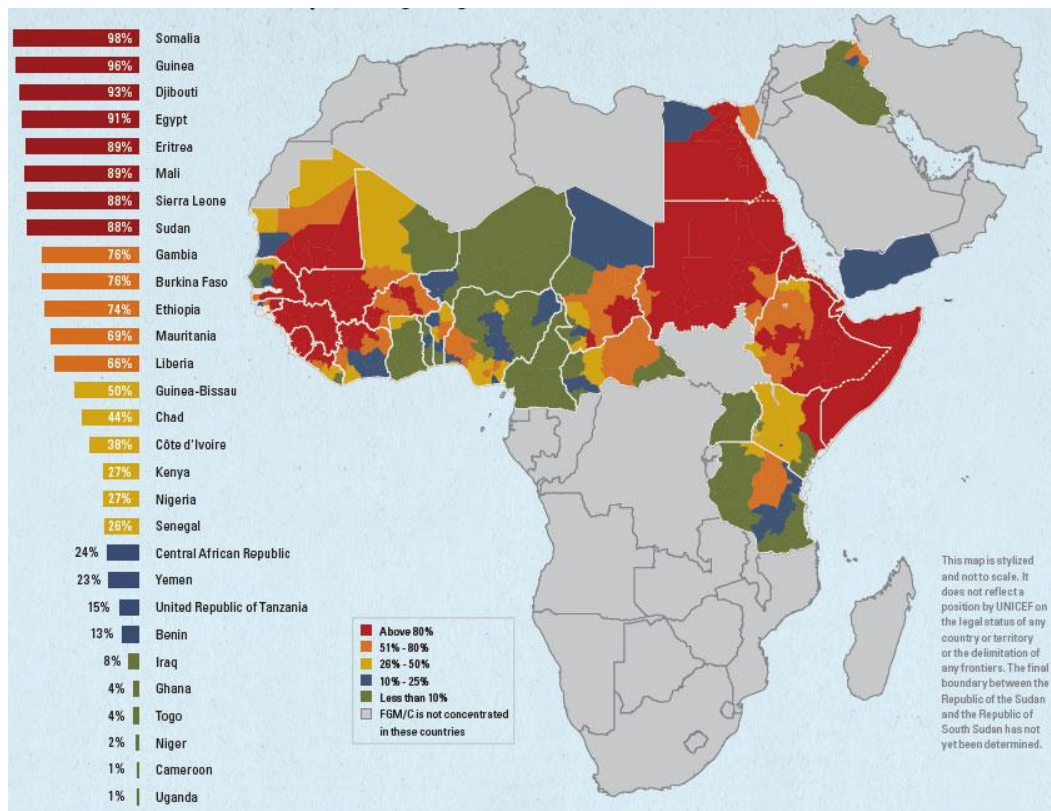 98% Somalia
96% Guinea
93% Djibouti
91% Egypt
89% Eritrea
89% Mali
88% Sierra Leone
88% Sudan
76% Gambia
76% Burkina Faso
74% Ethiopia
69% Mauritania
66% Liberia
50% Guinea-Bissau
44% Chad
38% Côte d'Ivoire
27% Kenya
27% Nigeria
26% Senegal
24% Central African Republic
23% Yemen
15% United Republic of Tanzania
13% Benin
8% Iraq
4% Ghana
4% Togo
2% Niger
1% Cameroon
1% Uganda
Above 80%
51% - 80%
26% - 50%
10% - 25%
Less than 10%
FGM/C is not concentrated
in these countries
This map is stylized
and not to scale. It
does not reflect a
position by UNICEF on
the legal status of any
country or territory
or the delimitation of
any frontiers. The final
boundary between the
Republic of the Sudan
and the Republic of
South Sudan has not
yet been determined.